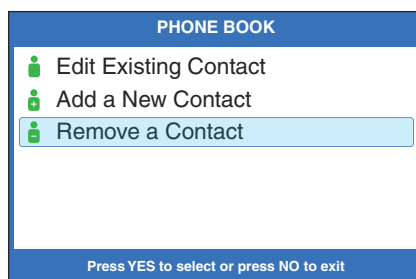 PHONE BOOK
Edit Existing Contact
Add a New Contact
Remove a Contact
Press YES to select or press NO to exit